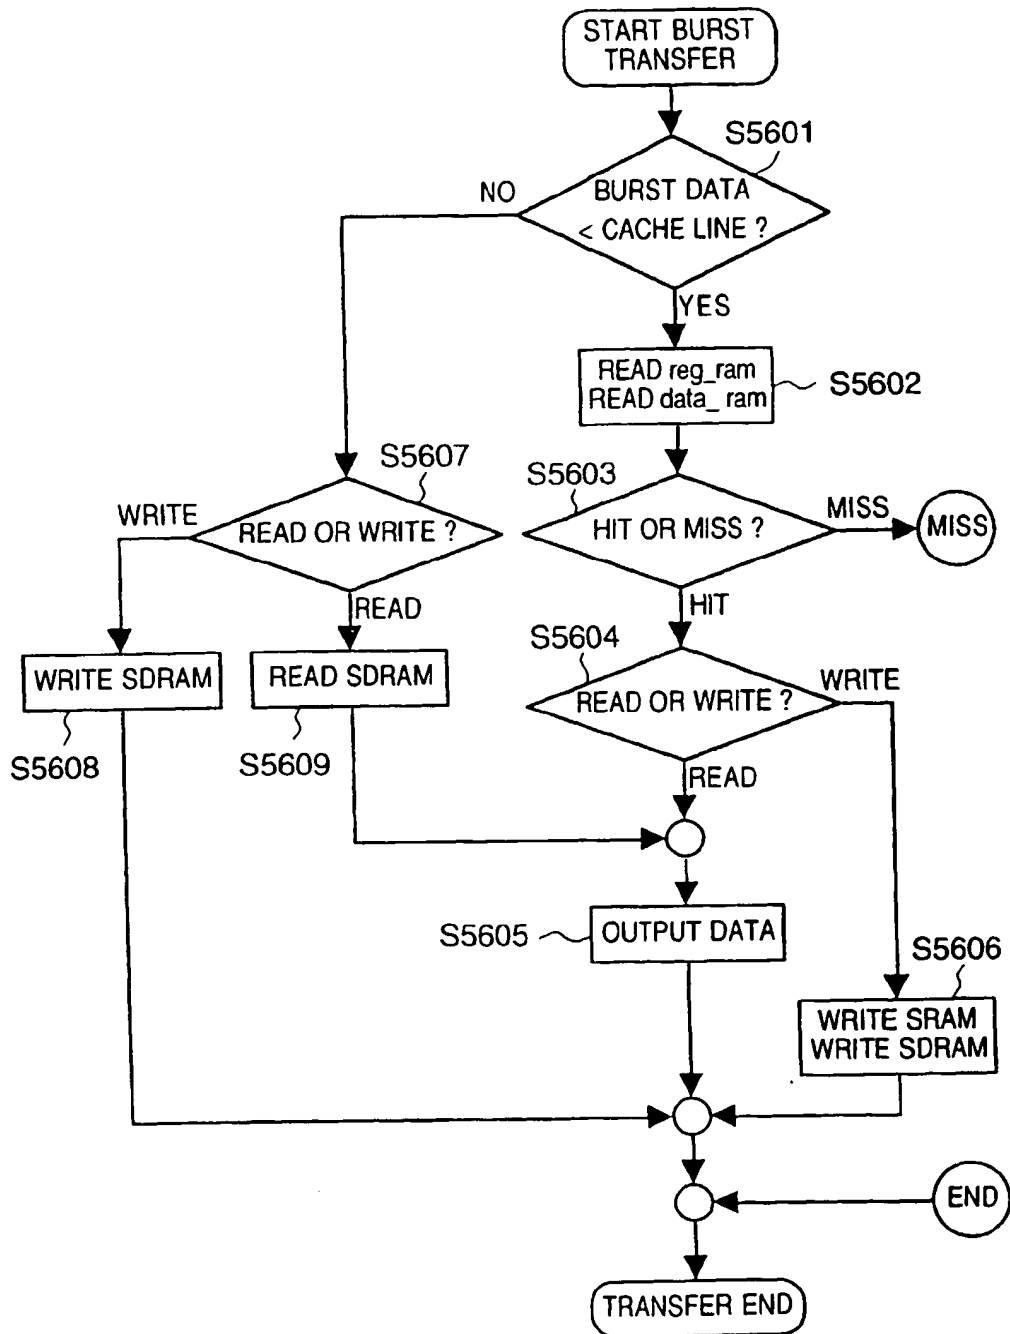 START BURST
TRANSFER
S5601
BURST DATA
< CACHE LINE ?
NO
YES
READ reg_ram
READ data_ ram
S5602
S5607
READ OR WRITE ?
WRITE
READ
S5603
HIT OR MISS ?
MISS
MISS
HIT
WRITE SDRAM
S5608
READ SDRAM
S5609
S5604
READ OR WRITE ?
WRITE
READ
S5605
OUTPUT DATA
S5606
WRITE SRAM
WRITE SDRAM
END
TRANSFER END